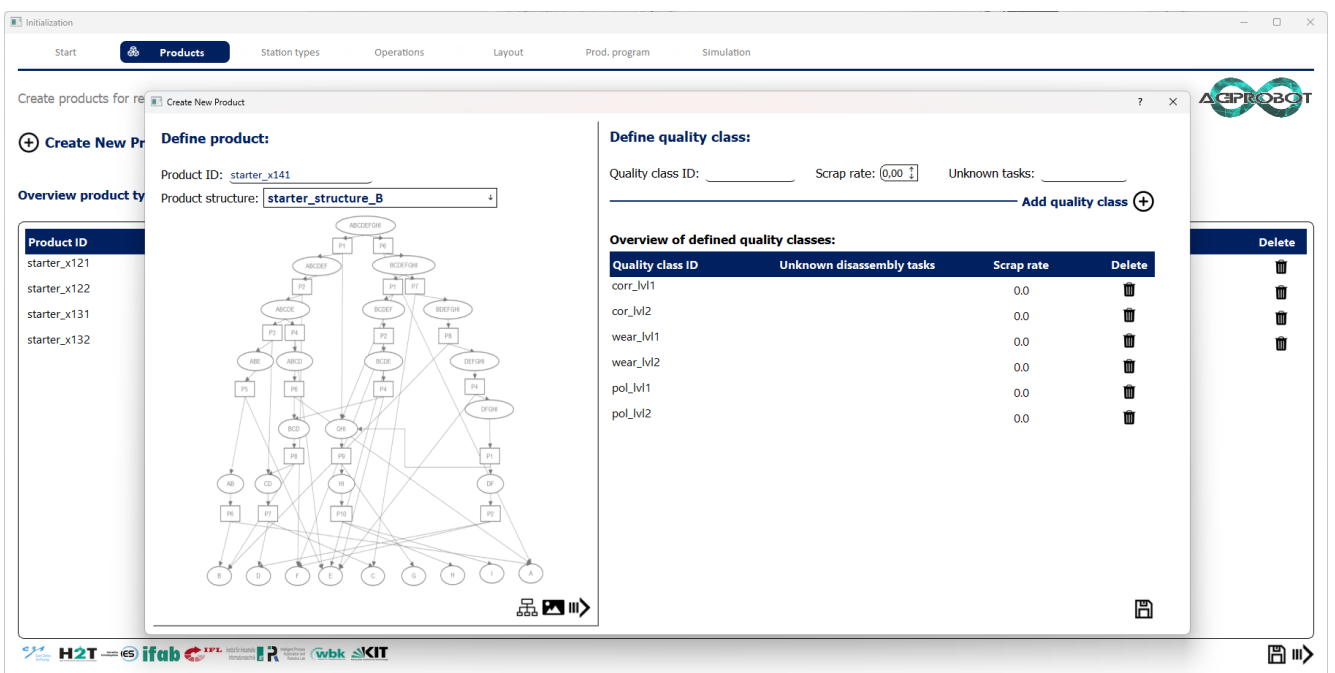 Initialization
Start Products Station types Operations Layout Prod. program Simulation
Create products for re
AGIPROBOT
Create New Pr
Overview product ty
Product ID Delete
starter_x121
starter_x122
starter_x131
starter_x132
Create New Product ? ×
Define product:
Product ID: starter_x141
Product structure: starter_structure_B
ABCDEFGHI
P1 P6
ABCDEF BCDEFGHI
P2 P1 P7
ABCDE BCDEF BDEFGHI
P3 P4 P2 P8
ABE ABCD BCDE DEFGHI
P5 P6 P4 P4
DFGHI
BCD GHI
P8 P9 P1
AB CD HI DF
P6 P7 P10 P2
B D F E C G H I A
Define quality class:
Quality class ID: Scrap rate: 0,00 Unknown tasks:
Add quality class
Overview of defined quality classes:
Quality class ID Unknown disassembly tasks Scrap rate Delete
corr_lvl1 0.0
cor_lvl2 0.0
wear_lvl1 0.0
wear_lvl2 0.0
pol_lvl1 0.0
pol_lvl2 0.0
H2T IES ifab IPL IPR wbk KIT